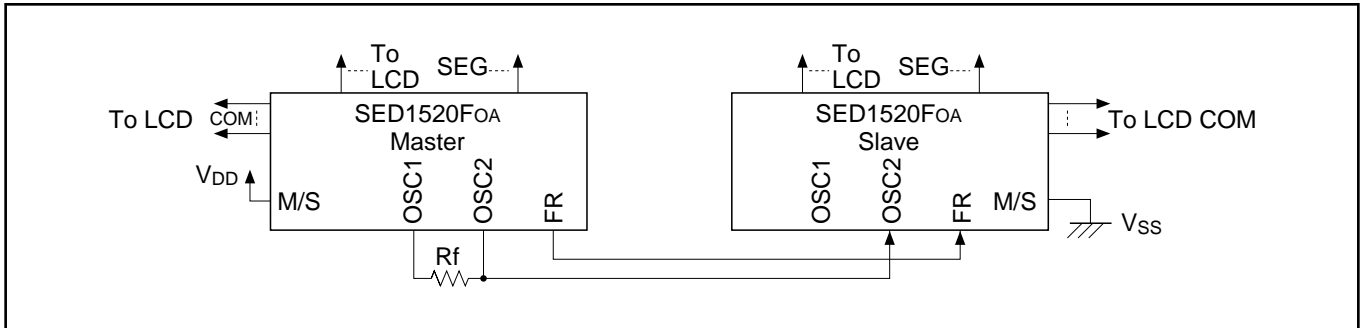 To
LCD
SEG
To
LCD
SEG
To LCD
COM
SED1520FOA
Master
SED1520FOA
Slave
To LCD COM
VDD
M/S
OSC1
OSC2
FR
OSC1
OSC2
FR
M/S
VSS
Rf